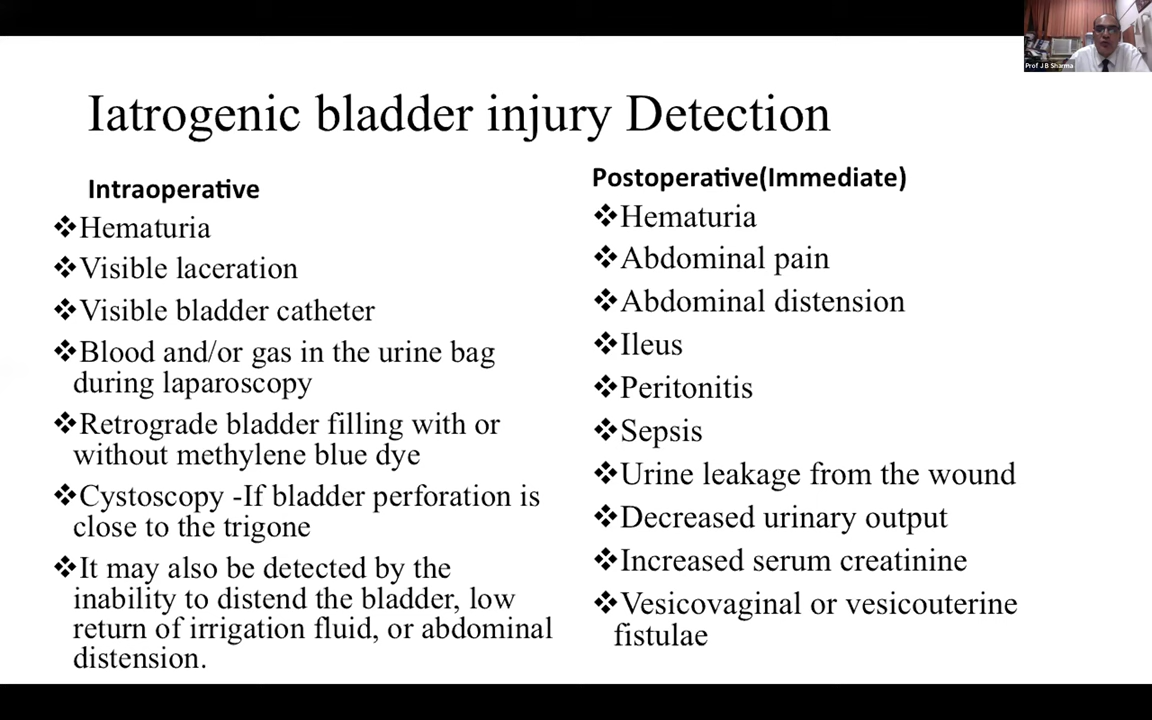 Prof J B Sharma
Iatrogenic bladder injury Detection
Intraoperative
❖Hematuria
❖Visible laceration
❖Visible bladder catheter
❖Blood and/or gas in the urine bag
during laparoscopy
❖Retrograde bladder filling with or
without methylene blue dye
❖Cystoscopy -If bladder perforation is
close to the trigone
❖It may also be detected by the
inability to distend the bladder, low
return of irrigation fluid, or abdominal
distension.
Postoperative(Immediate)
❖Hematuria
❖Abdominal pain
❖Abdominal distension
❖Ileus
❖Peritonitis
❖Sepsis
❖Urine leakage from the wound
❖Decreased urinary output
❖Increased serum creatinine
❖Vesicovaginal or vesicouterine
fistulae